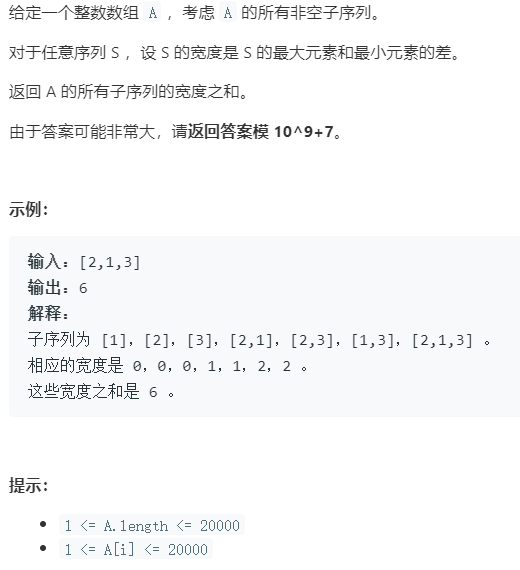 给定一个整数数组 A ，考虑 A 的所有非空子序列。
对于任意序列 S ，设 S 的宽度是 S 的最大元素和最小元素的差。
返回 A 的所有子序列的宽度之和。
由于答案可能非常大，请返回答案模 10^9+7。
示例：
输入：[2,1,3]
输出：6
解释：
子序列为 [1]，[2]，[3]，[2,1]，[2,3]，[1,3]，[2,1,3] 。
相应的宽度是 0，0，0，1，1，2，2 。
这些宽度之和是 6 。
提示：
• 1 <= A.length <= 20000
• 1 <= A[i] <= 20000